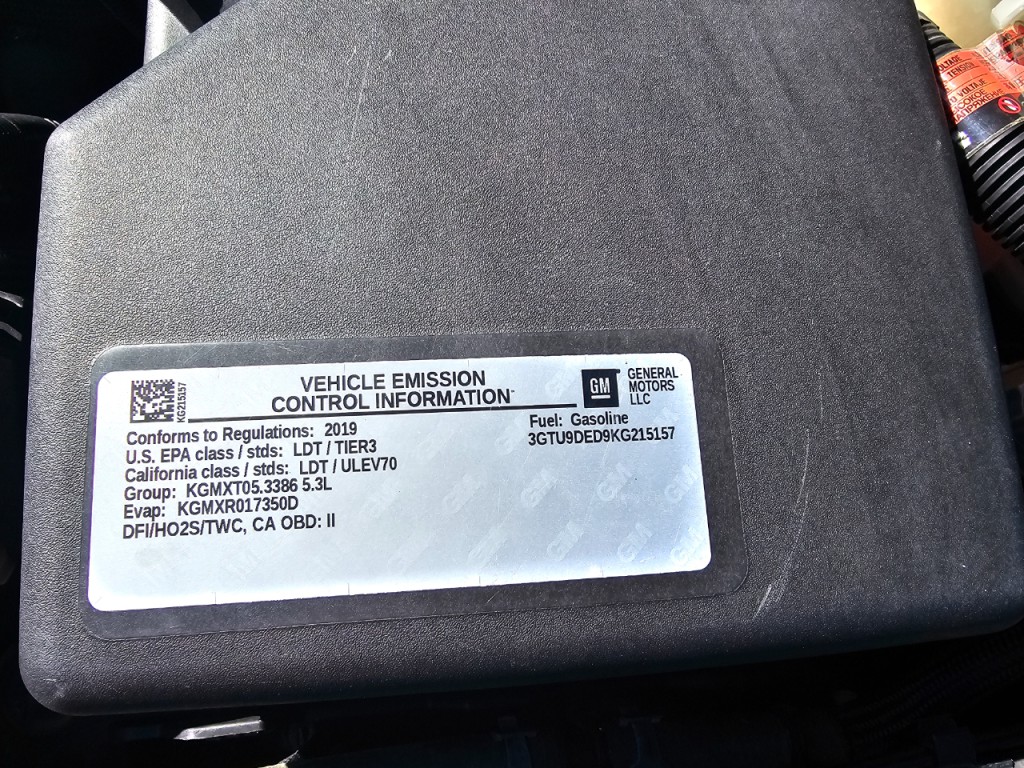 VEHICLE EMISSION
CONTROL INFORMATION
KG215157
GM
GENERAL
MOTORS
LLC
Conforms to Regulations: 2019
U.S. EPA class / stds: LDT / TIER3
California class / stds: LDT / ULEV70
Group: KGMXT05.3386 5.3L
Evap: KGMXR017350D
DFI/HO2S/TWC, CA OBD: II
Fuel: Gasoline
3GTU9DED9KG215157
TENSION
VOLTAJE